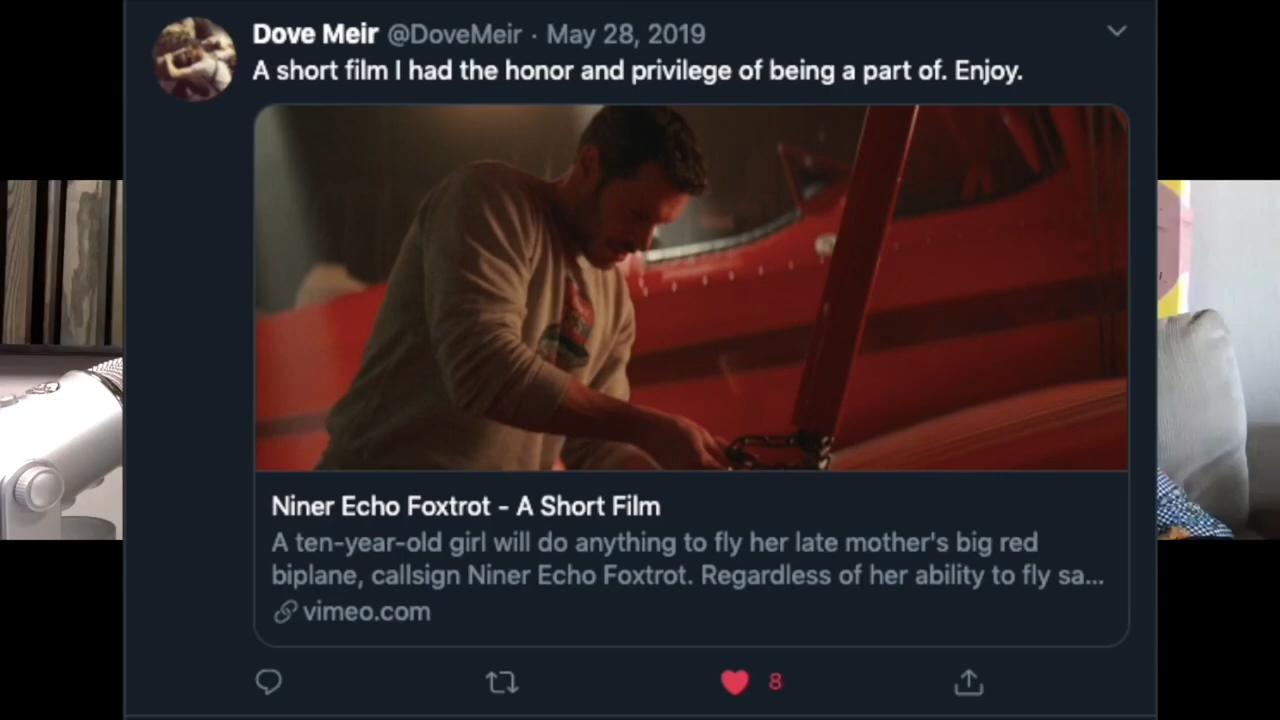 Dove Meir @DoveMeir · May 28, 2019
A short film I had the honor and privilege of being a part of. Enjoy.
Niner Echo Foxtrot - A Short Film
A ten-year-old girl will do anything to fly her late mother's big red
biplane, callsign Niner Echo Foxtrot. Regardless of her ability to fly sa...
vimeo.com
8